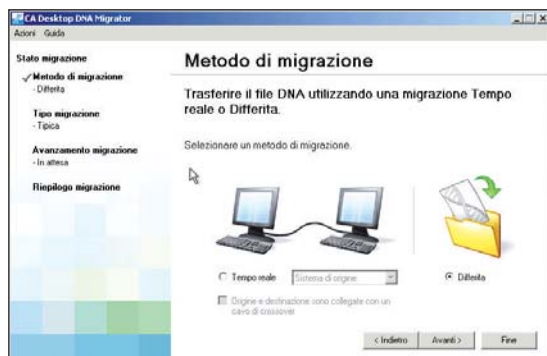 CA Desktop DNA Migrator
Azioni Guida
Stato migrazione
Metodo di migrazione
- Differita
Tipo migrazione
- Tipica
Avanzamento migrazione
- In attesa
Riepilogo migrazione
Metodo di migrazione
Trasferire il file DNA utilizzando una migrazione Tempo
reale o Differita.
Selezionare un metodo di migrazione.
Tempo reale
Sistema di origine
Differita
Origine e destinazione sono collegate con un
cavo di crossover
< Indietro
Avanti >
Fine